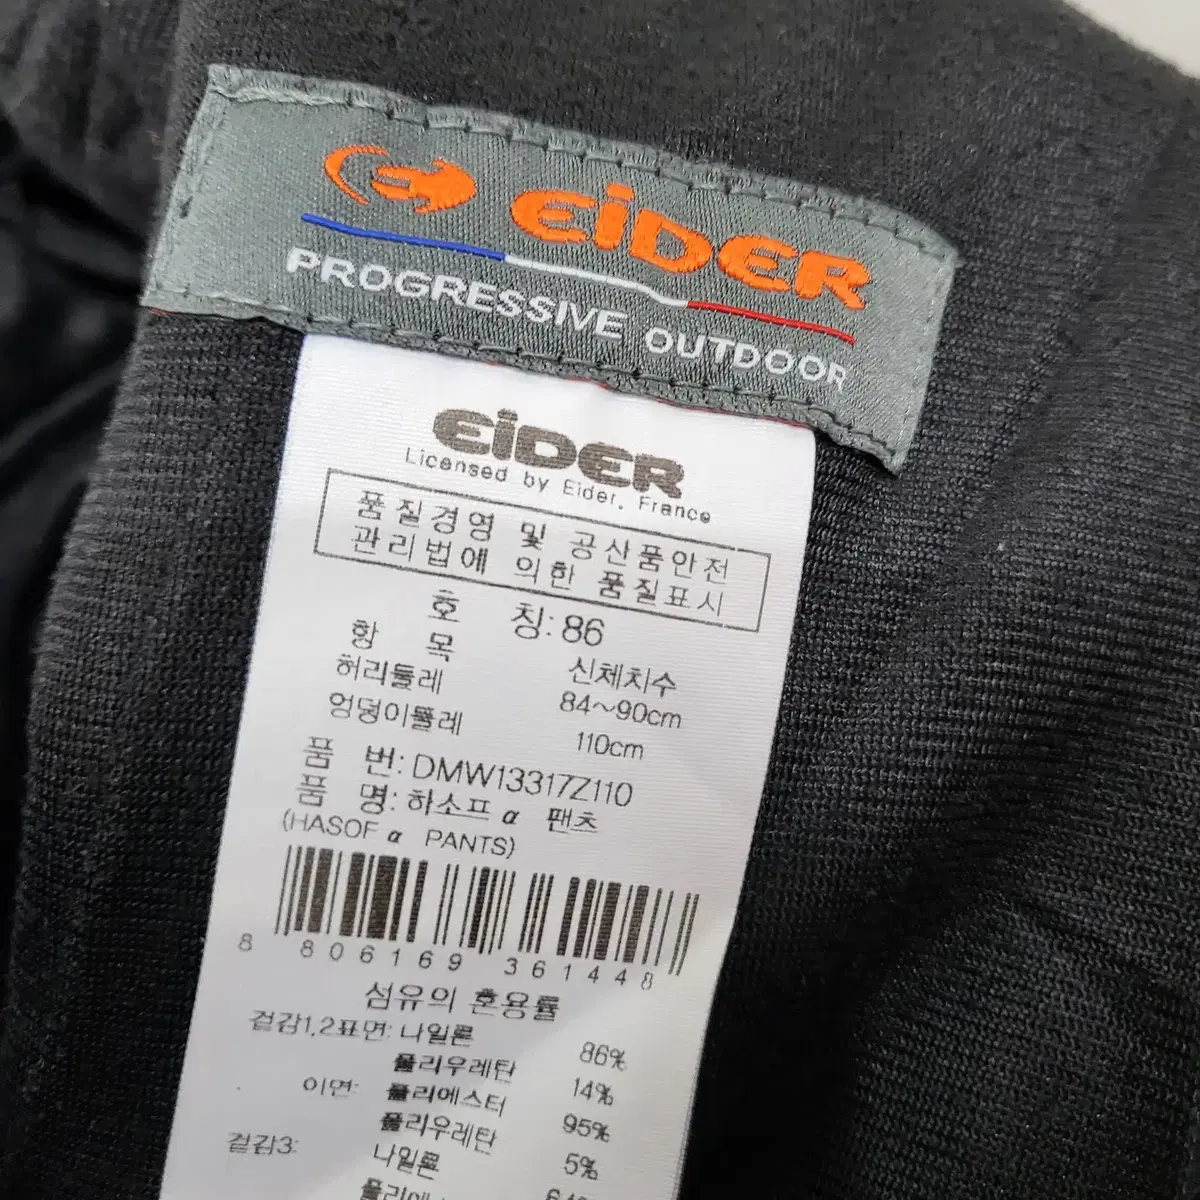 EiDER
PROGRESSIVE OUTDOOR
EiDER
Licensed by Eider, France
품질경영 및 공산품안전
관리법에 의한 품질표시
호 칭: 86
항 목 신체치수
허리둘레 84~90cm
엉덩이둘레 110cm
품 번: DMW13317Z110
품 명: 하소프 α 팬츠
(HASOF α PANTS)
8 806169 361448
섬유의 혼용률
겉감1,2표면: 나일론 86%
폴리우레탄 14%
이면: 폴리에스터 95%
폴리우레탄 5%
겉감3: 나일론